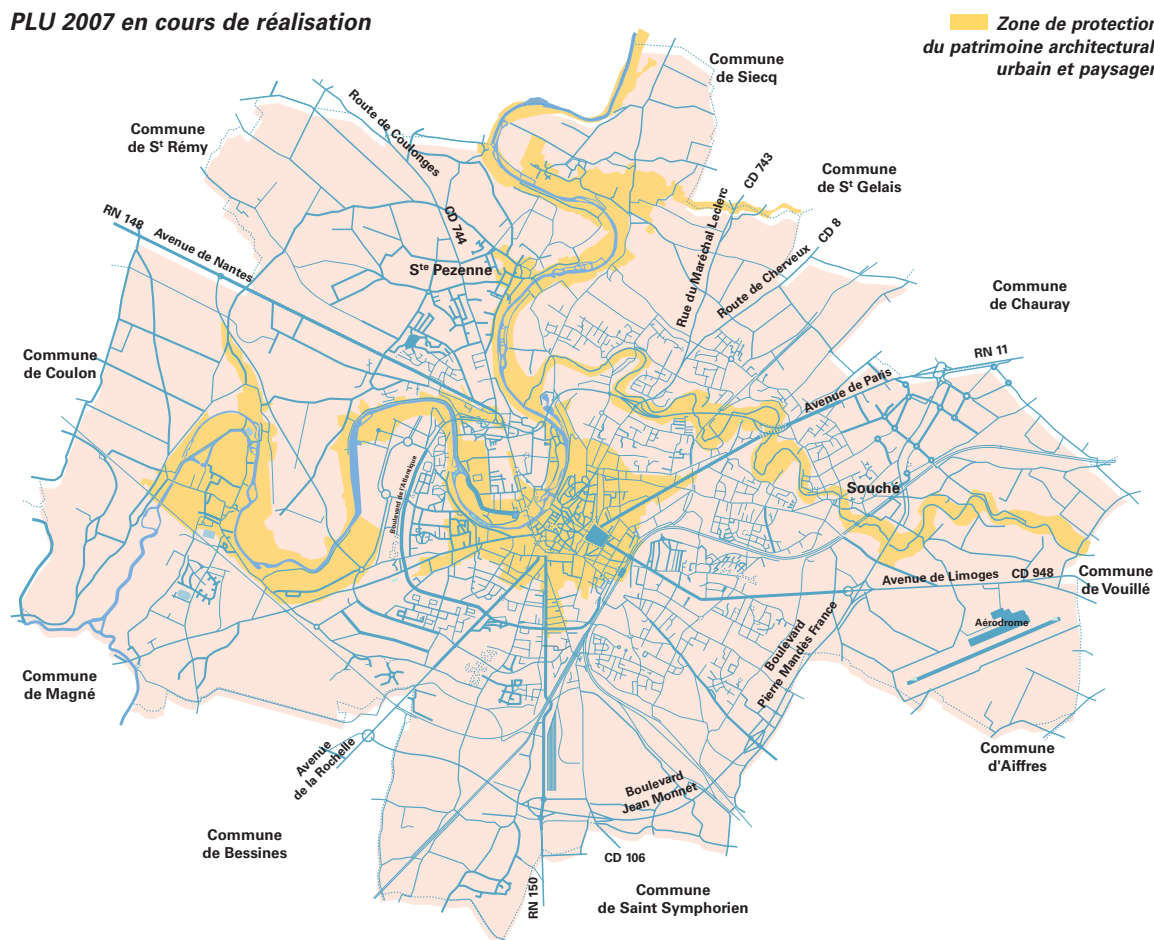 PLU 2007 en cours de réalisation
Zone de protection
du patrimoine architectural
urbain et paysager
Commune
de Siecq
Route de Coulonges
Commune
de St Rémy
CD 743
Commune
de St Gelais
RN 148
Avenue de Nantes
CD 744
Ste Pezenne
Rue du Maréchal Leclerc
Route de Cherveux
CD 8
Commune
de Chauray
Commune
de Coulon
RN 11
Avenue de Paris
Boulevard de l'Atlantique
Souché
Avenue de Limoges
CD 948
Commune
de Vouillé
Aérodrome
Boulevard
Pierre Mandès France
Commune
de Magné
Avenue
de la Rochelle
Commune
d'Aiffres
Boulevard
Jean Monnét
Commune
de Bessines
CD 106
RN 150
Commune
de Saint Symphorien